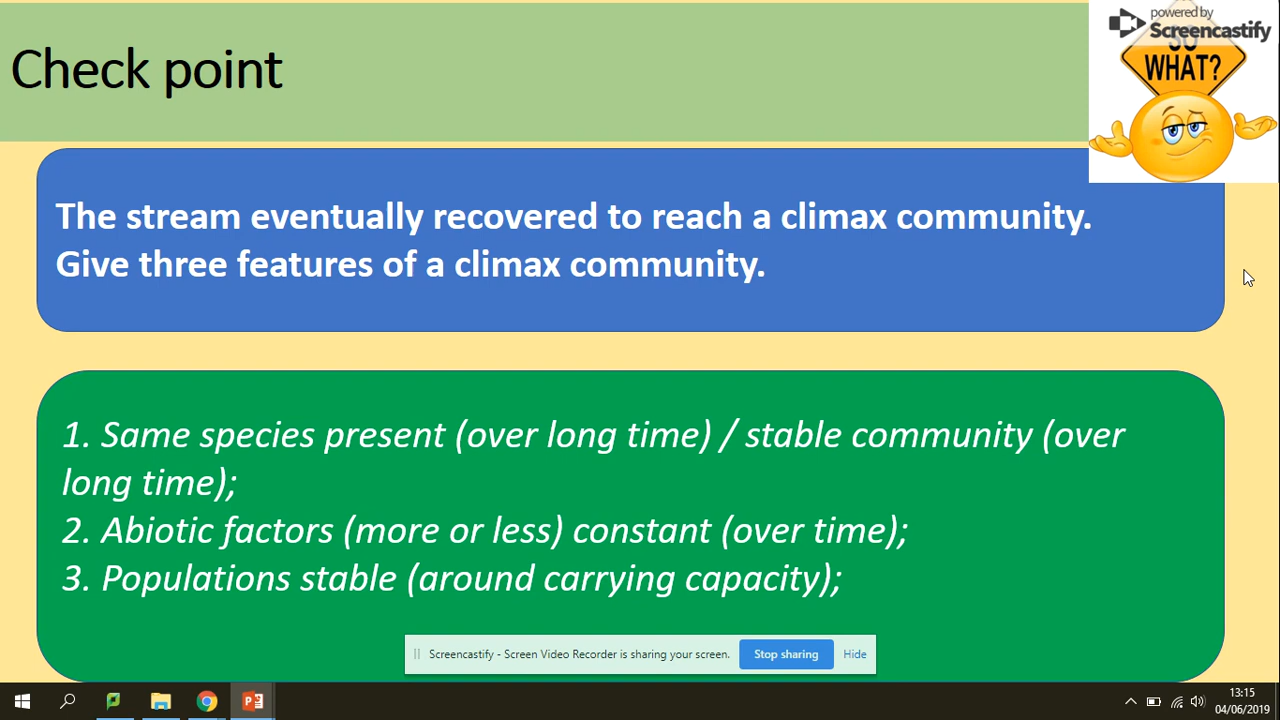 Check point
powered by
Screencastify
SO
WHAT?
The stream eventually recovered to reach a climax community.
Give three features of a climax community.
1. Same species present (over long time) / stable community (over
long time);
2. Abiotic factors (more or less) constant (over time);
3. Populations stable (around carrying capacity);
Screencastify - Screen Video Recorder is sharing your screen.
Stop sharing
Hide
13:15
04/06/2019